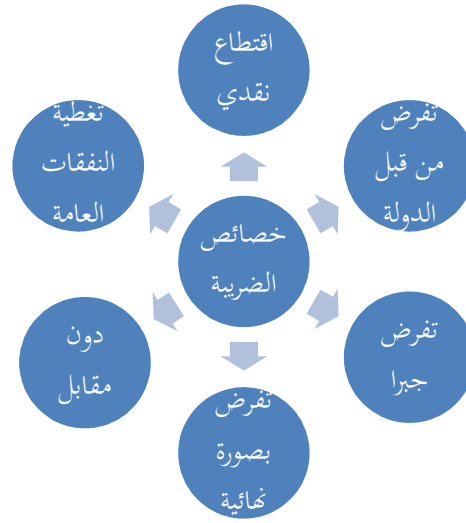 اقتطاع
نقدي
تفرض
من قبل
الدولة
تفرض
جبرا
تفرض
بصورة
نهائية
دون
مقابل
تغطية
النفقات
العامة
خصائص
الضريبة